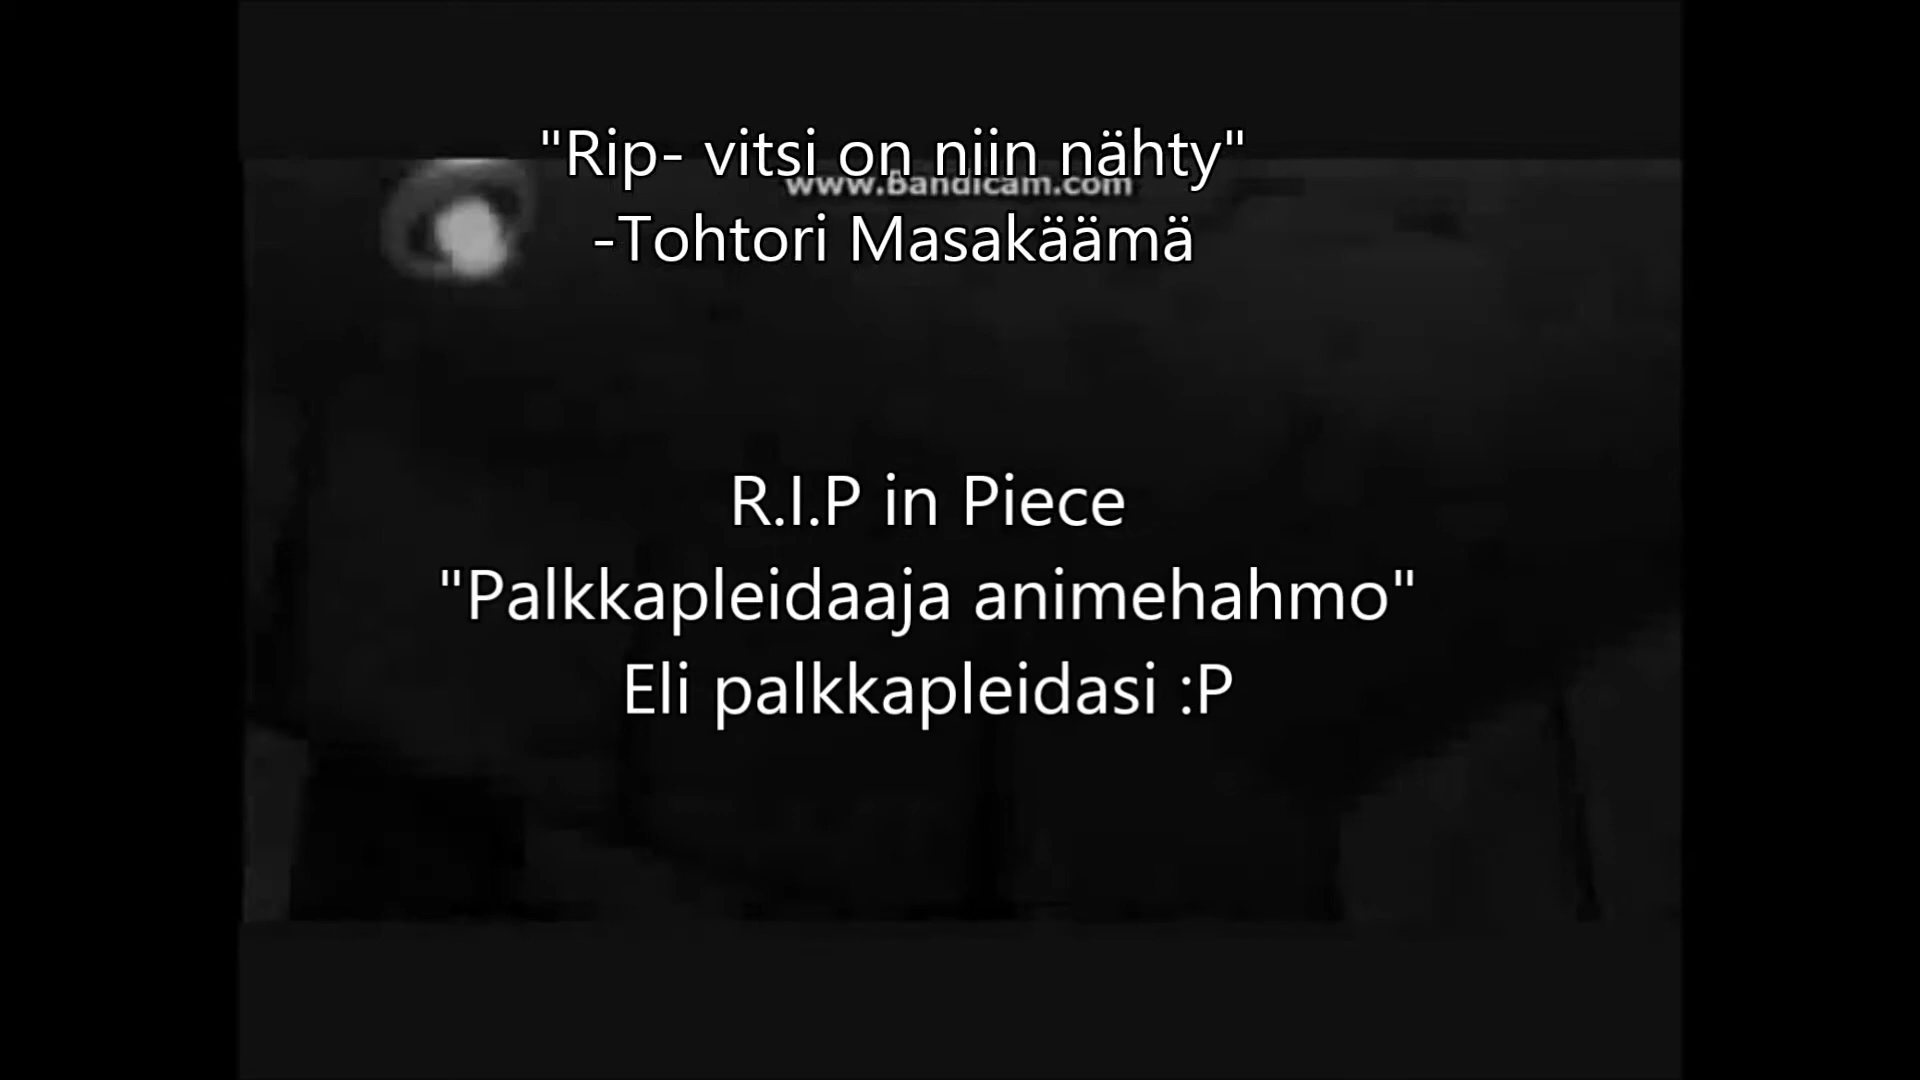 "Rip- vitsi on niin nähty"
www.Bandicam.com
-Tohtori Masakäämä
R.I.P in Piece
"Palkkapleidaaja animehahmo"
Eli palkkapleidasi :P